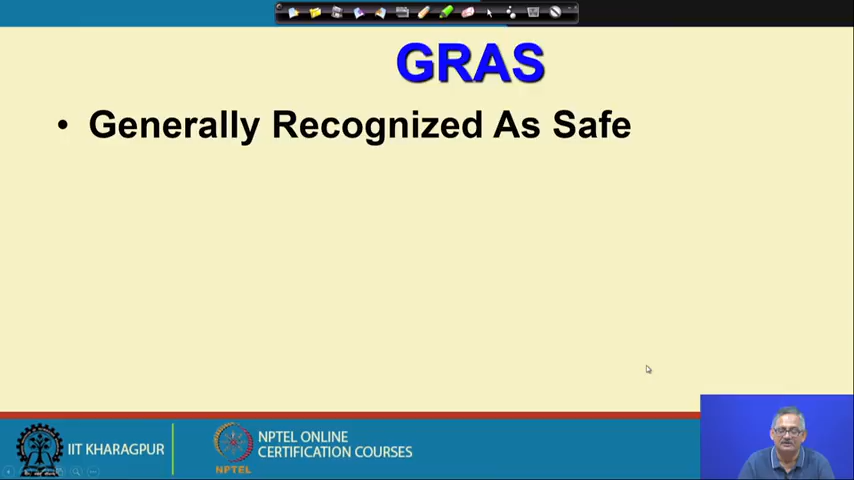 GRAS
• Generally Recognized As Safe
IIT KHARAGPUR
NPTEL ONLINE
CERTIFICATION COURSES
NPTEL